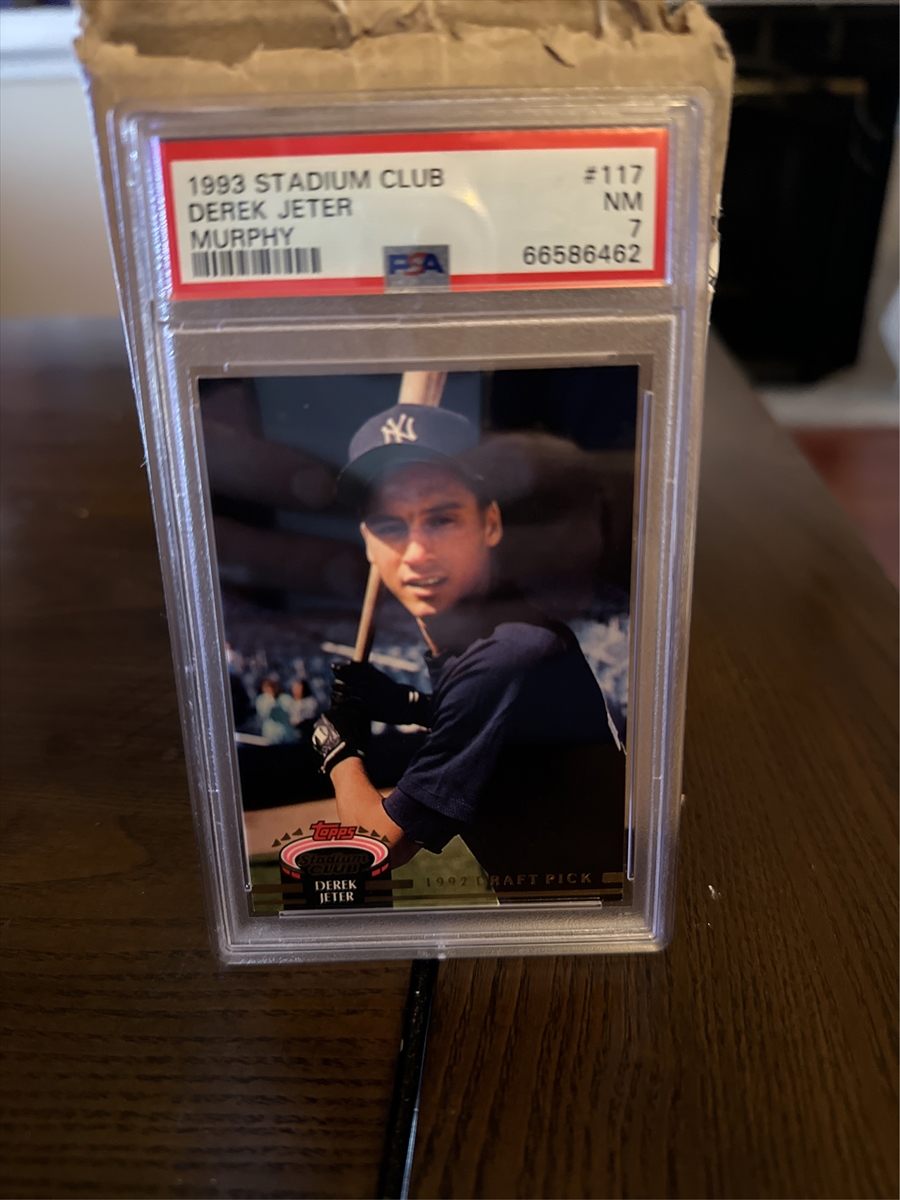 1993 STADIUM CLUB
#117
DEREK JETER
NM
MURPHY
7
PSA
66586462
NY
Topps
Stadium
CLUB
DEREK
JETER
1992 DRAFT PICK